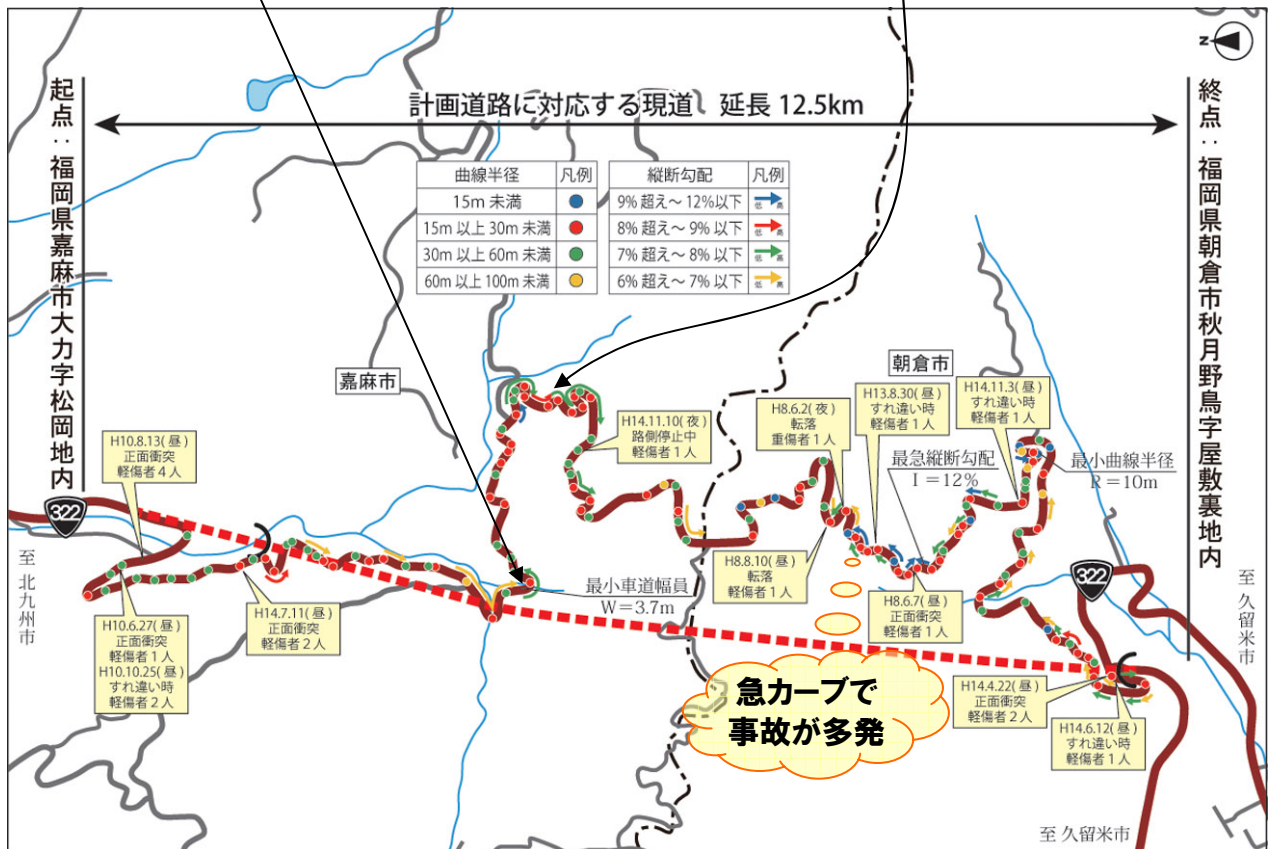 N
計画道路に対応する現道 延長 12.5km
起点：福岡県嘉麻市大力字松岡地内
終点：福岡県朝倉市秋月野鳥字屋敷裏地内
曲線半径 凡例
15m 未満
15m 以上 30m 未満
30m 以上 60m 未満
60m 以上 100m 未満
縦断勾配 凡例
9% 超え～ 12%以下 低 高
8% 超え～ 9% 以下 低 高
7% 超え～ 8% 以下 低 高
6% 超え～ 7% 以下 低 高
嘉麻市
朝倉市
H10.8.13( 昼 )
正面衝突
軽傷者 4 人
322
至 北九州市
H10.6.27( 昼 )
正面衝突
軽傷者 1 人
H10.10.25( 昼 )
すれ違い時
軽傷者 2 人
H14.7.11( 昼 )
正面衝突
軽傷者 2 人
最小車道幅員
W＝3.7m
H14.11.10( 夜 )
路側停止中
軽傷者 1 人
H8.6.2( 夜 )
転落
重傷者 1 人
H13.8.30( 昼 )
すれ違い時
軽傷者 1 人
H14.11.3( 昼 )
すれ違い時
軽傷者 1 人
最急縦断勾配
I ＝12%
最小曲線半径
R＝10m
H8.8.10( 昼 )
転落
軽傷者 1 人
H8.6.7( 昼 )
正面衝突
軽傷者 1 人
322
至 久留米市
急カーブで
事故が多発
H14.4.22( 昼 )
正面衝突
軽傷者 2 人
H14.6.12( 昼 )
すれ違い時
軽傷者 1 人
至 久留米市